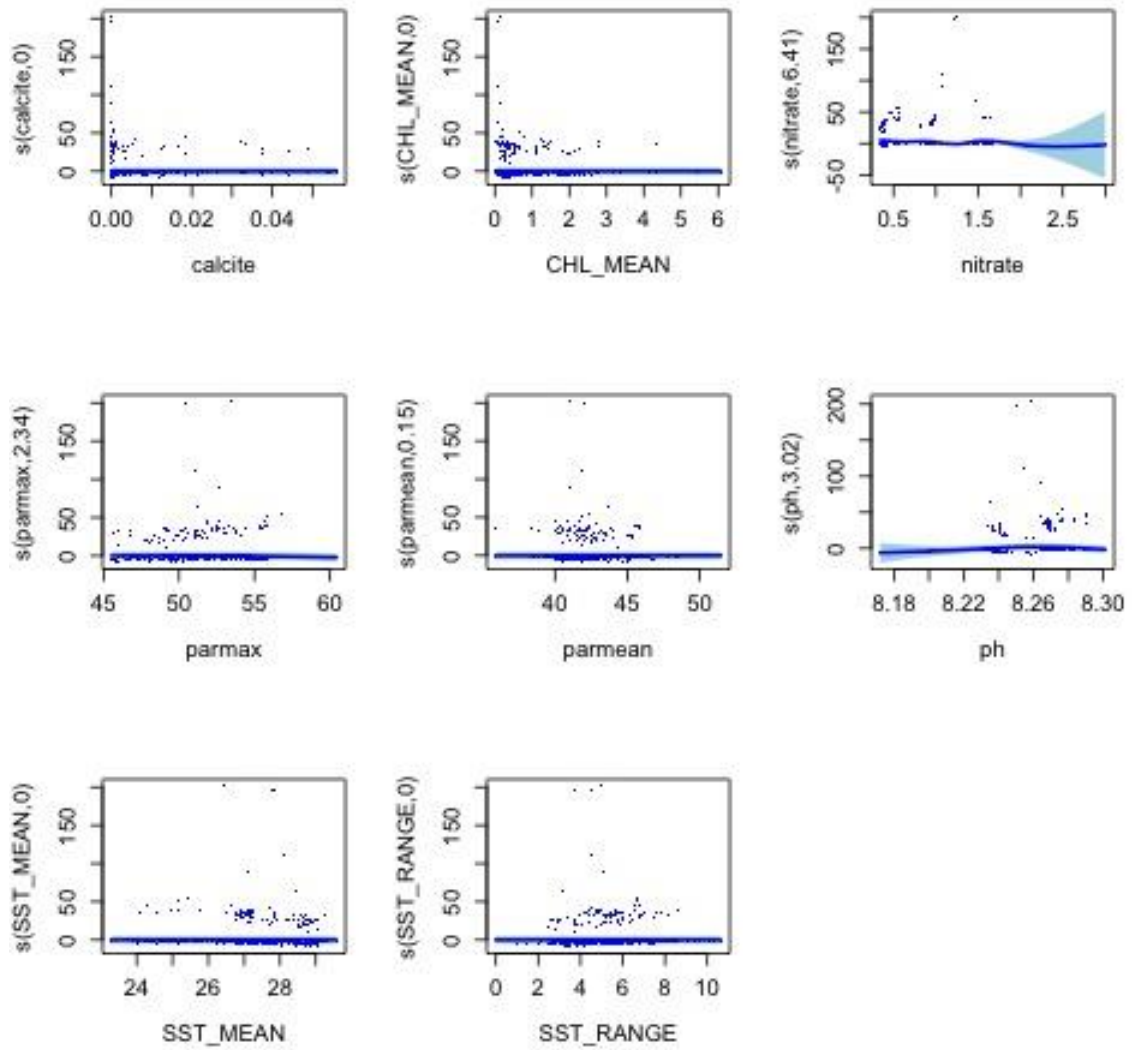 s(calcite,0)
150
50
0
0.00 0.02 0.04
calcite
s(CHL_MEAN,0)
150
50
0
0 1 2 3 4 5 6
CHL_MEAN
s(nitrate,6.41)
150
50
-50
0.5 1.5 2.5
nitrate
s(parmax,2.34)
150
50
0
45 50 55 60
parmax
s(parmean,0.15)
150
50
0
40 45 50
parmean
s(ph,3.02)
200
100
0
8.18 8.22 8.26 8.30
ph
s(SST_MEAN,0)
150
50
0
24 26 28
SST_MEAN
s(SST_RANGE,0)
150
50
0
0 2 4 6 8 10
SST_RANGE